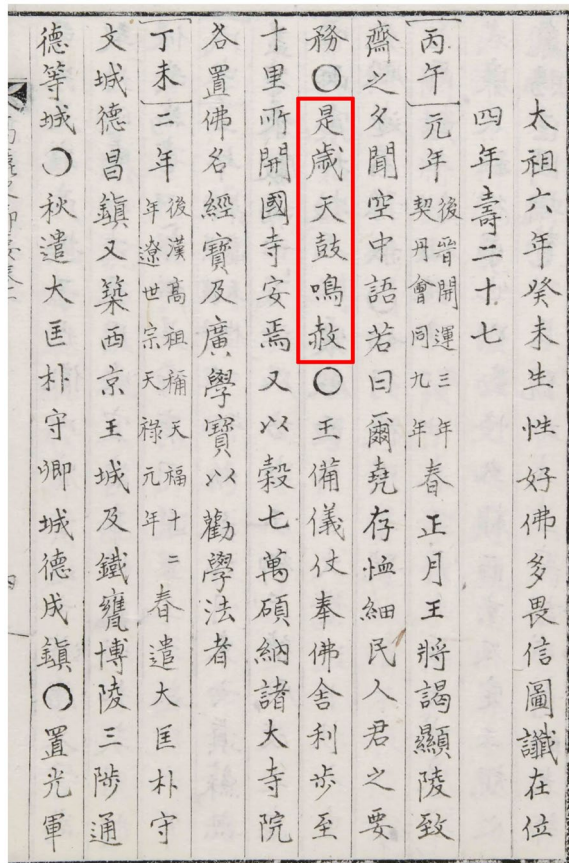 太祖六年癸未生性好佛多畏信圖讖在位
四年壽二十七
丙午元年後晉開運三年契丹會同九年春正月王將謁顯陵致
齋之夕聞空中語若曰爾堯存恤細民人君之要
務○是歲天鼓鳴赦○王備儀仗奉佛舍利步至
十里所開國寺安焉又以穀七萬碩納諸大寺院
各置佛名經寶及廣學寶以勸學法者
丁未二年後漢高祖稱天福十二年遼世宗天祿元年春遣大匡朴守
文城德昌鎭又築西京王城及鐵甕博陵三陟通
德等城○秋遣大匡朴守卿城德成鎭○置光軍